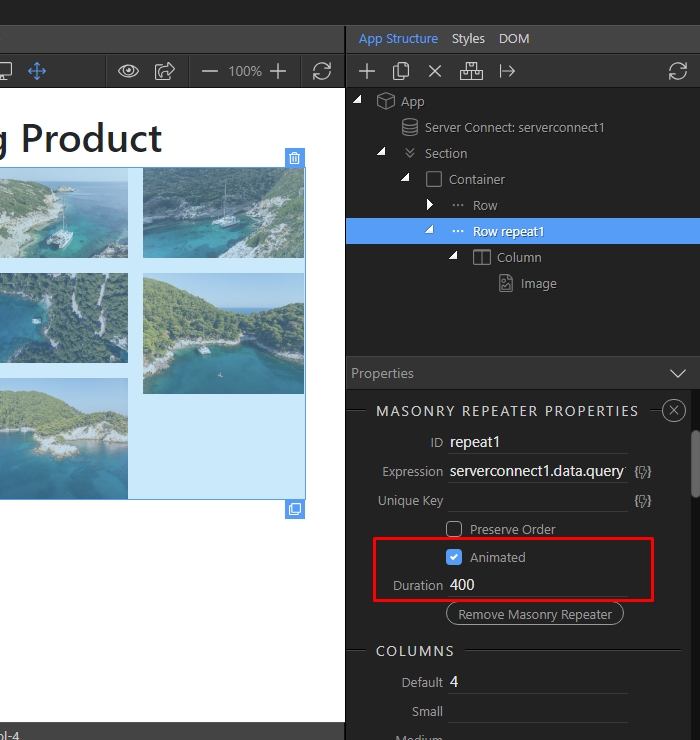 App Structure Styles DOM
100%
App
g Product
Server Connect: serverconnect1
Section
Container
Row
Row repeat1
Column
Image
Properties
MASONRY REPEATER PROPERTIES
ID repeat1
Expression serverconnect1.data.query
Unique Key
Preserve Order
Animated
Duration 400
Remove Masonry Repeater
COLUMNS
Default 4
Small
Medium
ol-4